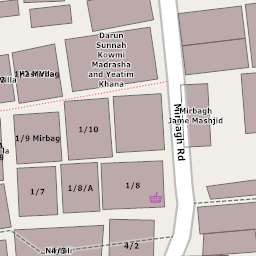 Darun
Sunnah
Kowmi
Madrasha
and Yeatim
Khana
Mirbagh
Jame Mashjid
Mirbagh Rd
1/10
1/9 Mirbag
1/7
1/8/A
1/8
4/2